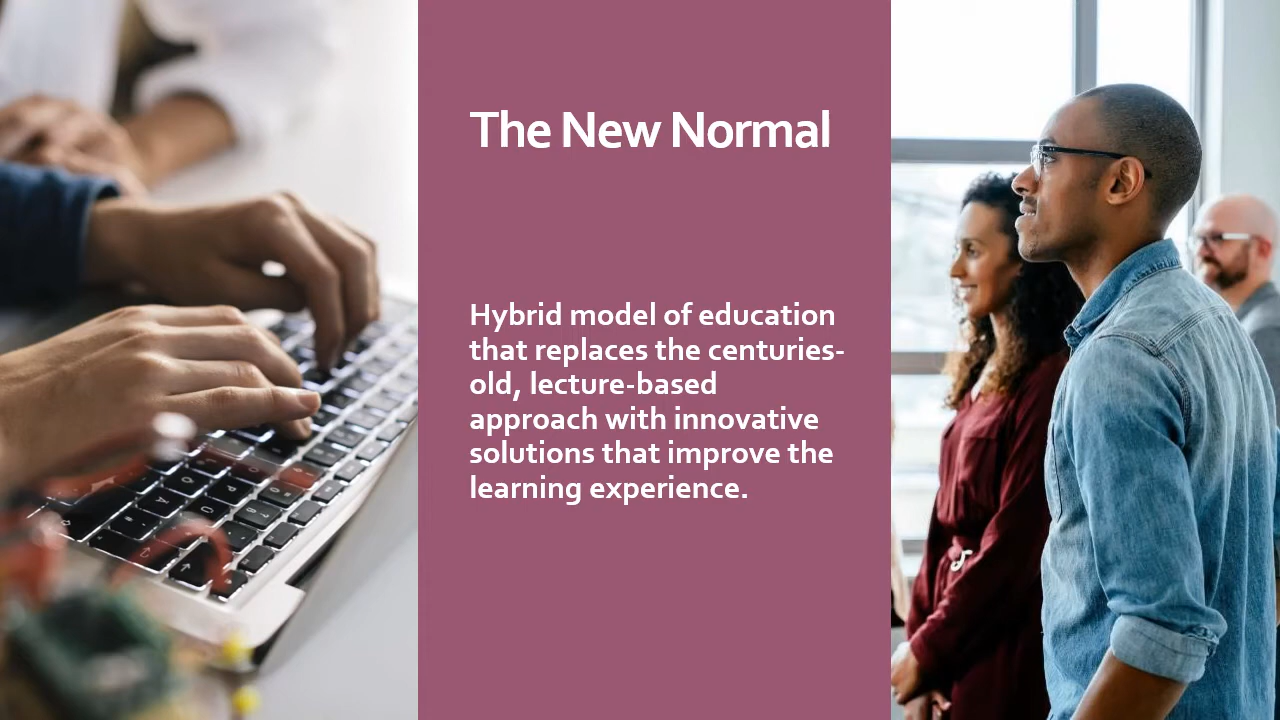 The New Normal
Hybrid model of education
that replaces the centuries-
old, lecture-based
approach with innovative
solutions that improve the
learning experience.